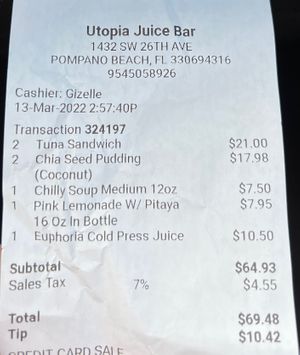 Utopia Juice Bar
1432 SW 26TH AVE
POMPANO BEACH, FL 330694316
9545058926
Cashier: Gizelle
13-Mar-2022 2:57:40P
Transaction 324197
2 Tuna Sandwich $21.00
2 Chia Seed Pudding $17.98
(Coconut)
1 Chilly Soup Medium 12oz $7.50
1 Pink Lemonade W/ Pitaya $7.95
16 Oz In Bottle
1 Euphoria Cold Press Juice $10.50
Subtotal $64.93
Sales Tax 7% $4.55
Total $69.48
Tip $10.42
CREDIT CARD SALE